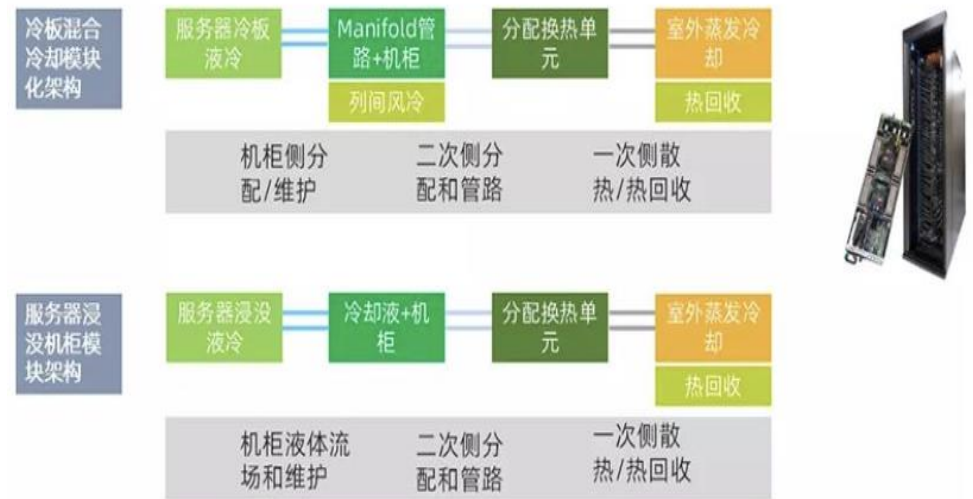 冷板混合
冷却模块
化架构
服务器冷板
液冷
Manifold管
路+机柜
列间风冷
分配换热单
元
室外蒸发冷
却
热回收
机柜侧分
配/维护
二次侧分
配和管路
一次侧散
热/热回收
服务器浸
没机柜模
块架构
服务器浸没
液冷
冷却液+机
柜
分配换热单
元
室外蒸发冷
却
热回收
机柜液体流
场和维护
二次侧分
配和管路
一次侧散
热/热回收